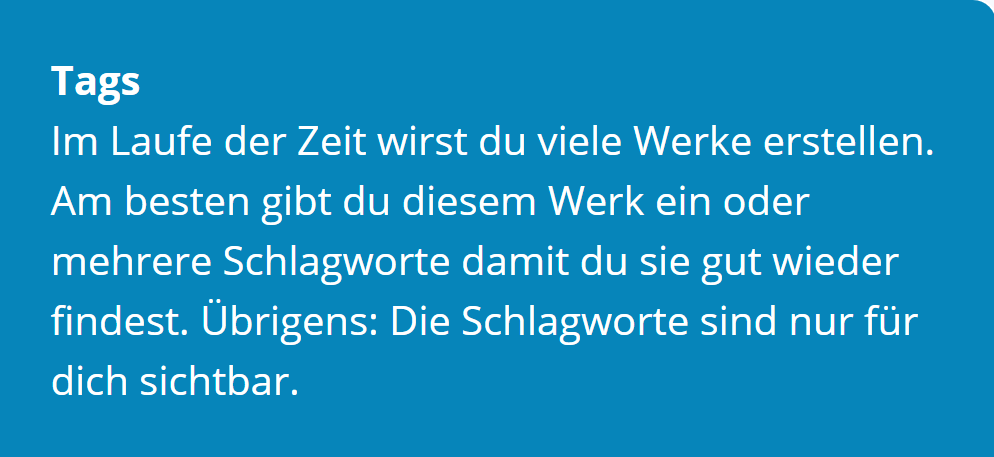 Tags
Im Laufe der Zeit wirst du viele Werke erstellen.
Am besten gibt du diesem Werk ein oder
mehrere Schlagworte damit du sie gut wieder
findest. Übrigens: Die Schlagworte sind nur für
dich sichtbar.